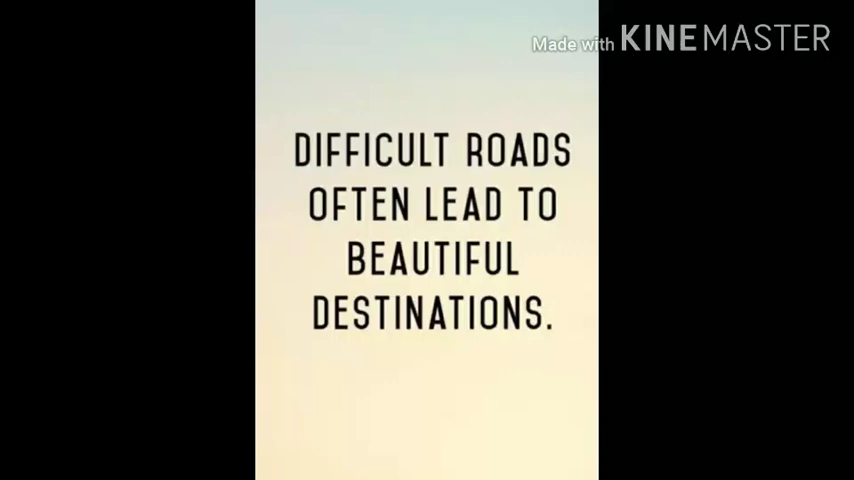 Made with KINEMASTER
DIFFICULT ROADS
OFTEN LEAD TO
BEAUTIFUL
DESTINATIONS.